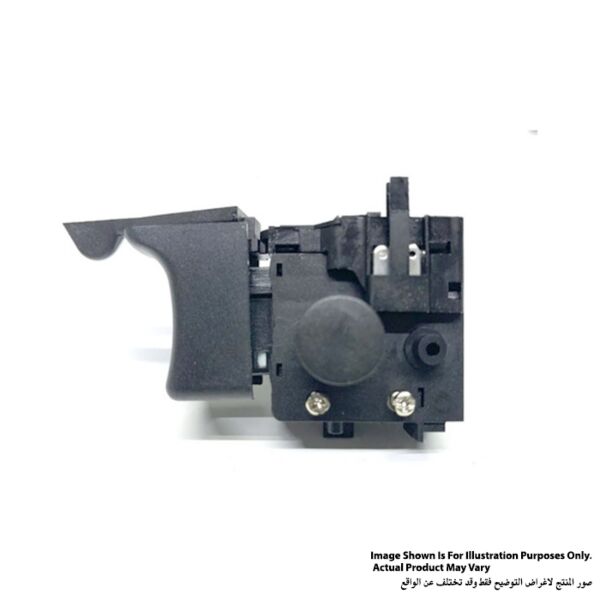 Image Shown Is For Illustration Purposes Only.
Actual Product May Vary
صور المنتج لاغراض التوضيح فقط وقد تختلف عن الواقع